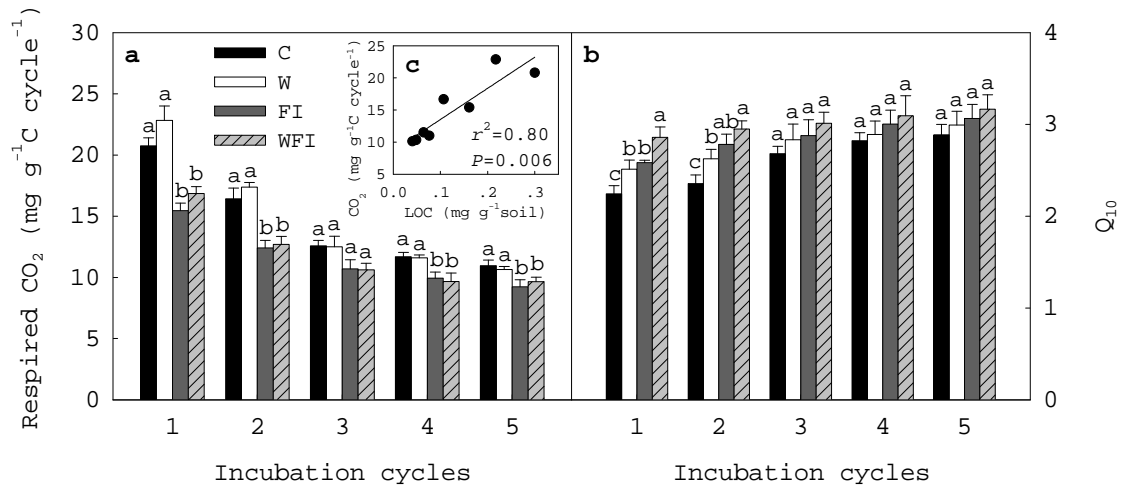 Respired CO₂ (mg g⁻¹C cycle⁻¹)
30
25
20
15
10
5
0
a
C
W
FI
WFI
a a b b
a a b b
a a a a
a a b b
a a b b
1 2 3 4 5
Incubation cycles
c
CO₂ (mg g⁻¹C cycle⁻¹)
25
20
15
10
5
r²=0.80
P=0.006
0.0 .1 .2 0.3
LOC (mg g⁻¹soil)
b
c b b a
c b ab a
a a a a
a a a a
a a a a
1 2 3 4 5
Incubation cycles
4
3
2
1
0
Q₁₀